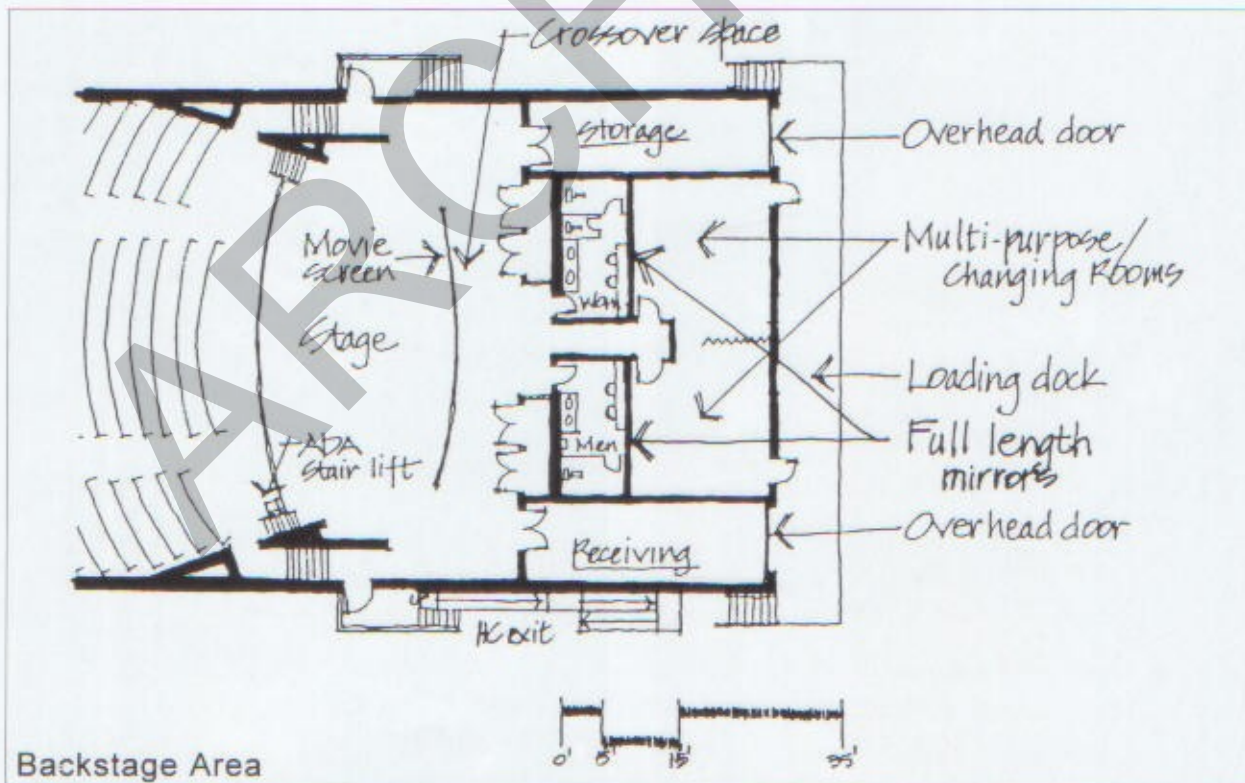 Crossover space
Storage
Overhead door
Movie
screen
Multi-purpose/
Changing Rooms
Wom.
Stage
Loading dock
ADA
Stair lift
Men
Full length
mirrors
Overhead door
Receiving
HC exit
0' 5' 15' 35'
Backstage Area
ARCH